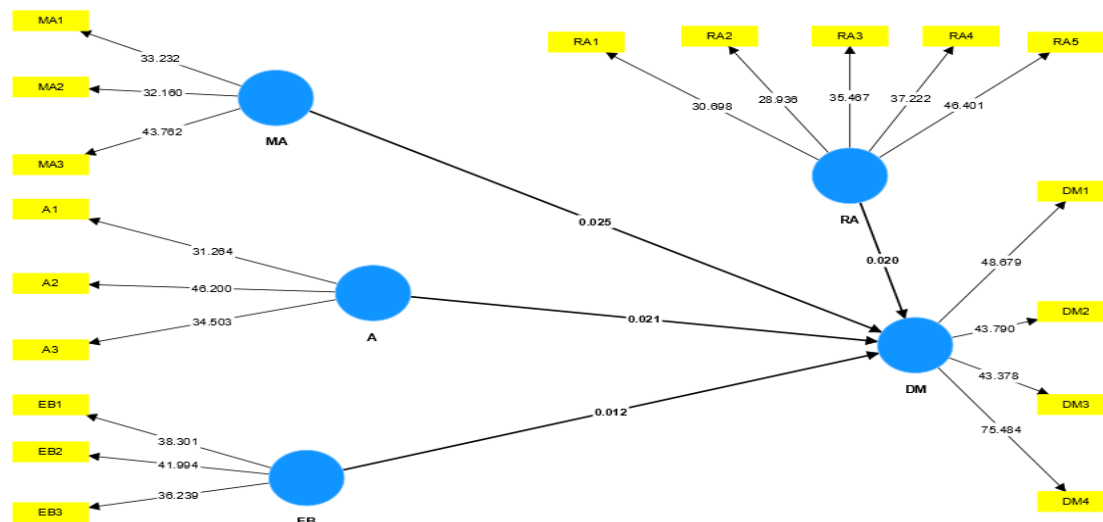 MA1
MA2
MA3
33.232
32.160
43.762
MA
RA1
RA2
RA3
RA4
RA5
30.698
28.936
35.467
37.222
46.401
RA
A1
A2
A3
31.264
46.200
34.503
A
EB1
EB2
EB3
38.301
41.994
36.239
EB
0.025
0.020
0.021
0.012
DM
DM1
DM2
DM3
DM4
48.679
43.790
43.378
75.484